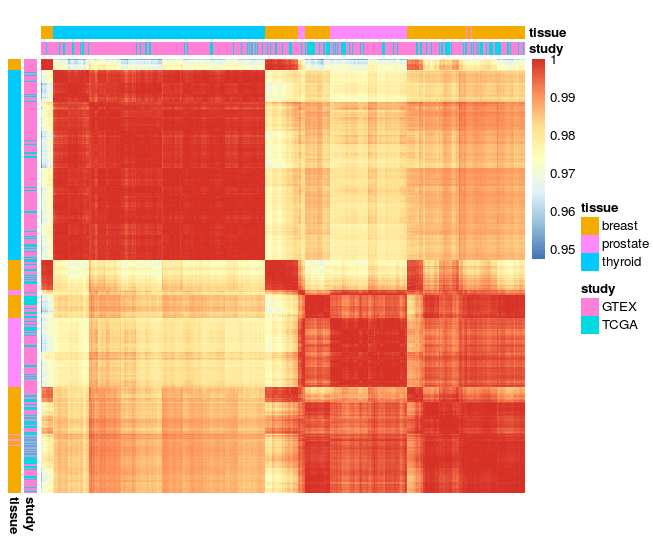 tissue
study
1
0.99
0.98
0.97
0.96
0.95
tissue
breast
prostate
thyroid
study
GTEX
TCGA
tissue
study